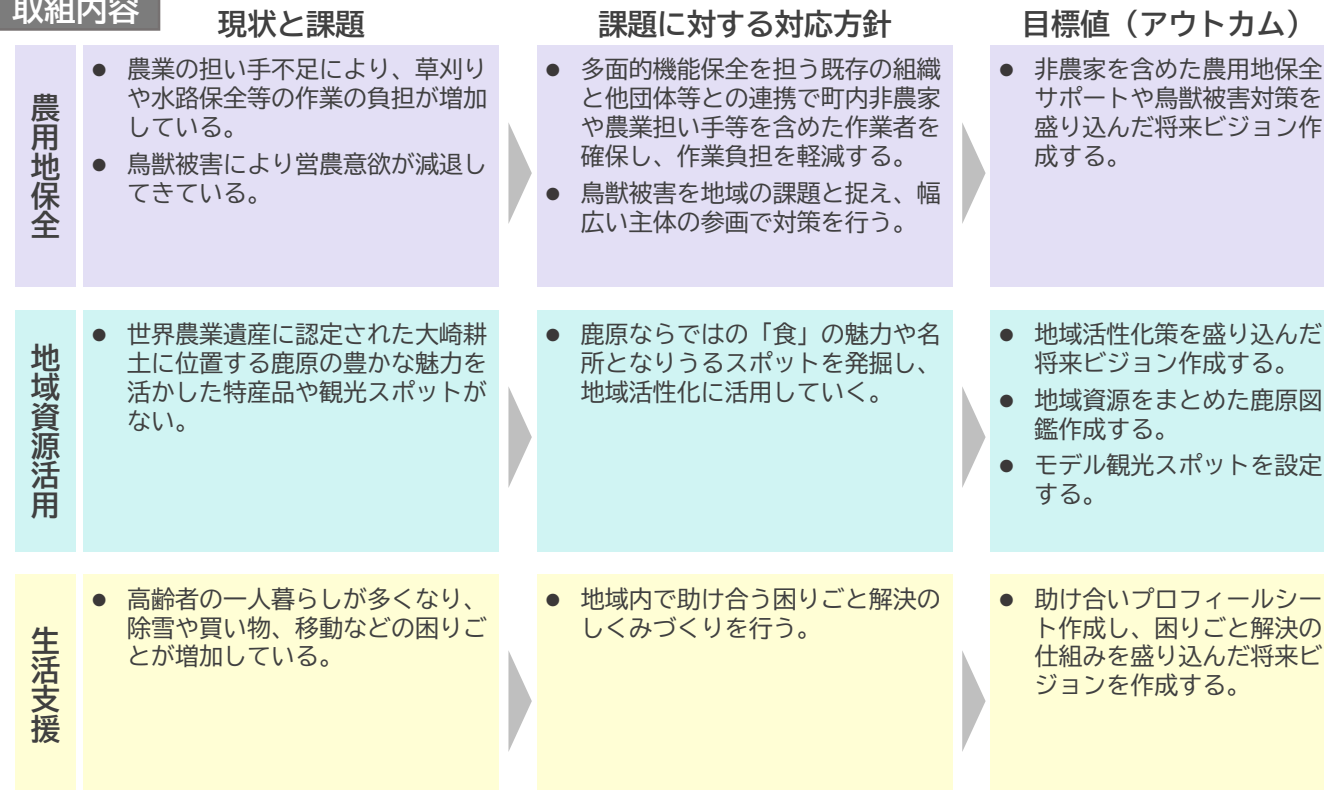 取組内容
現状と課題
課題に対する対応方針
目標値（アウトカム）
農用地保全
● 農業の担い手不足により、草刈り
や水路保全等の作業の負担が増加
している。
● 鳥獣被害により営農意欲が減退し
てきている。
● 多面的機能保全を担う既存の組織
と他団体等との連携で町内非農家
や農業担い手等を含めた作業者を
確保し、作業負担を軽減する。
● 鳥獣被害を地域の課題と捉え、幅
広い主体の参画で対策を行う。
● 非農家を含めた農用地保全
サポートや鳥獣被害対策を
盛り込んだ将来ビジョン作
成する。
地域資源活用
● 世界農業遺産に認定された大崎耕
土に位置する鹿原の豊かな魅力を
活かした特産品や観光スポットが
ない。
● 鹿原ならではの「食」の魅力や名
所となりうるスポットを発掘し、
地域活性化に活用していく。
● 地域活性化策を盛り込んだ
将来ビジョン作成する。
● 地域資源をまとめた鹿原図
鑑作成する。
● モデル観光スポットを設定
する。
生活支援
● 高齢者の一人暮らしが多くなり、
除雪や買い物、移動などの困りご
とが増加している。
● 地域内で助け合う困りごと解決の
しくみづくりを行う。
● 助け合いプロフィールシー
ト作成し、困りごと解決の
仕組みを盛り込んだ将来ビ
ジョンを作成する。